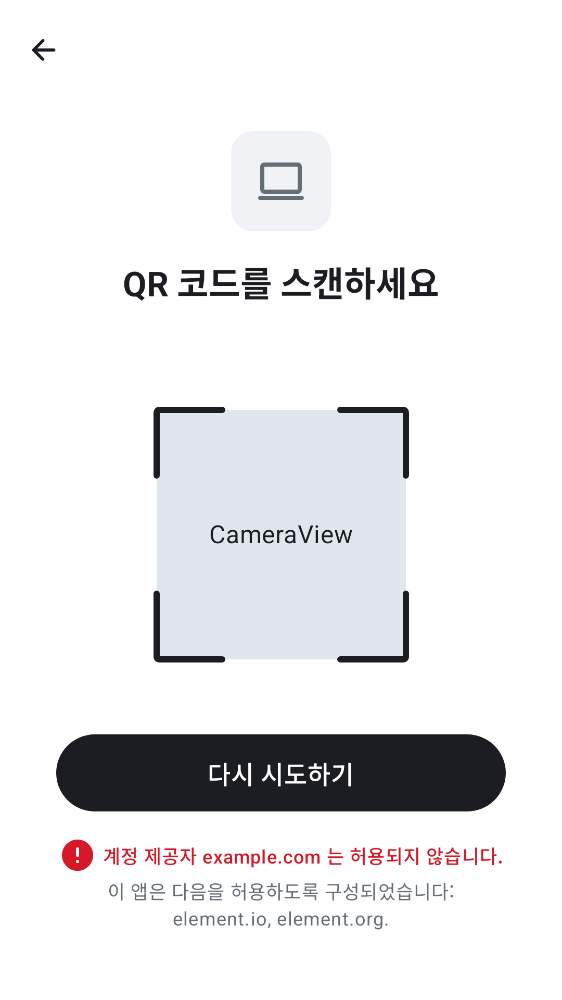 QR 코드를 스캔하세요
CameraView
다시 시도하기
계정 제공자 example.com 는 허용되지 않습니다.
이 앱은 다음을 허용하도록 구성되었습니다:
element.io, element.org.